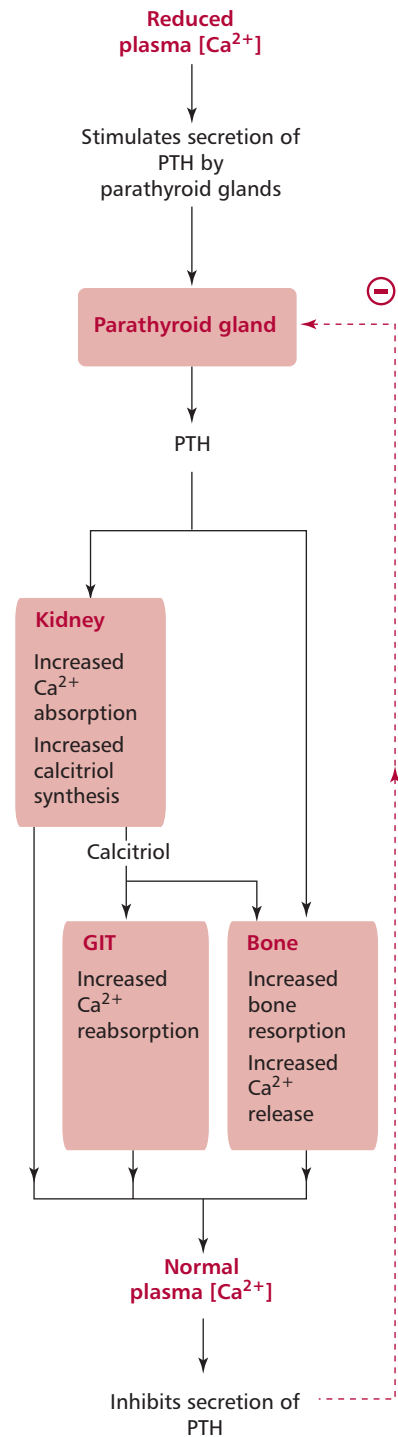 Reduced
plasma [Ca²⁺]
Stimulates secretion of
PTH by
parathyroid glands
−
Parathyroid gland
PTH
Kidney
Increased
Ca²⁺
absorption
Increased
calcitriol
synthesis
Calcitriol
GIT
Increased
Ca²⁺
reabsorption
Bone
Increased
bone
resorption
Increased
Ca²⁺
release
Normal
plasma [Ca²⁺]
Inhibits secretion of
PTH